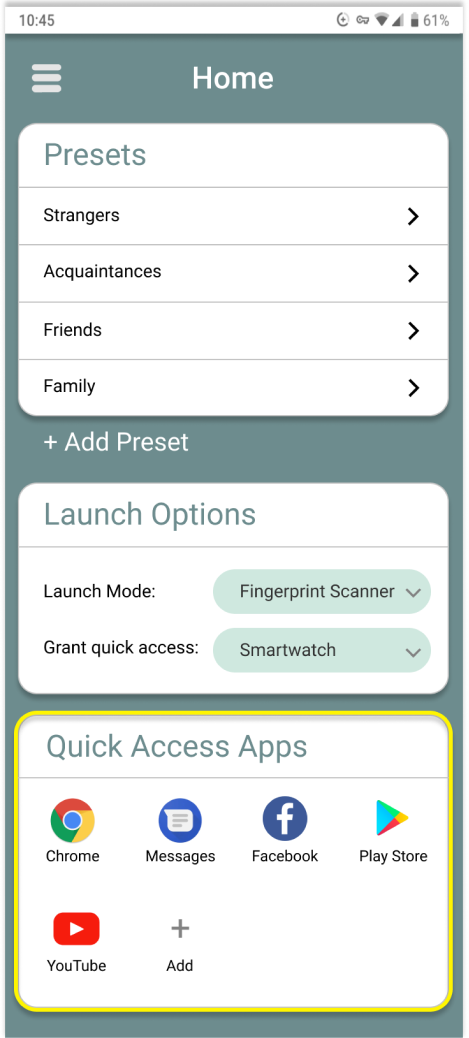 10:45 61%
Home
Presets
Strangers
Acquaintances
Friends
Family
+ Add Preset
Launch Options
Launch Mode: Fingerprint Scanner
Grant quick access: Smartwatch
Quick Access Apps
Chrome Messages Facebook Play Store
YouTube Add